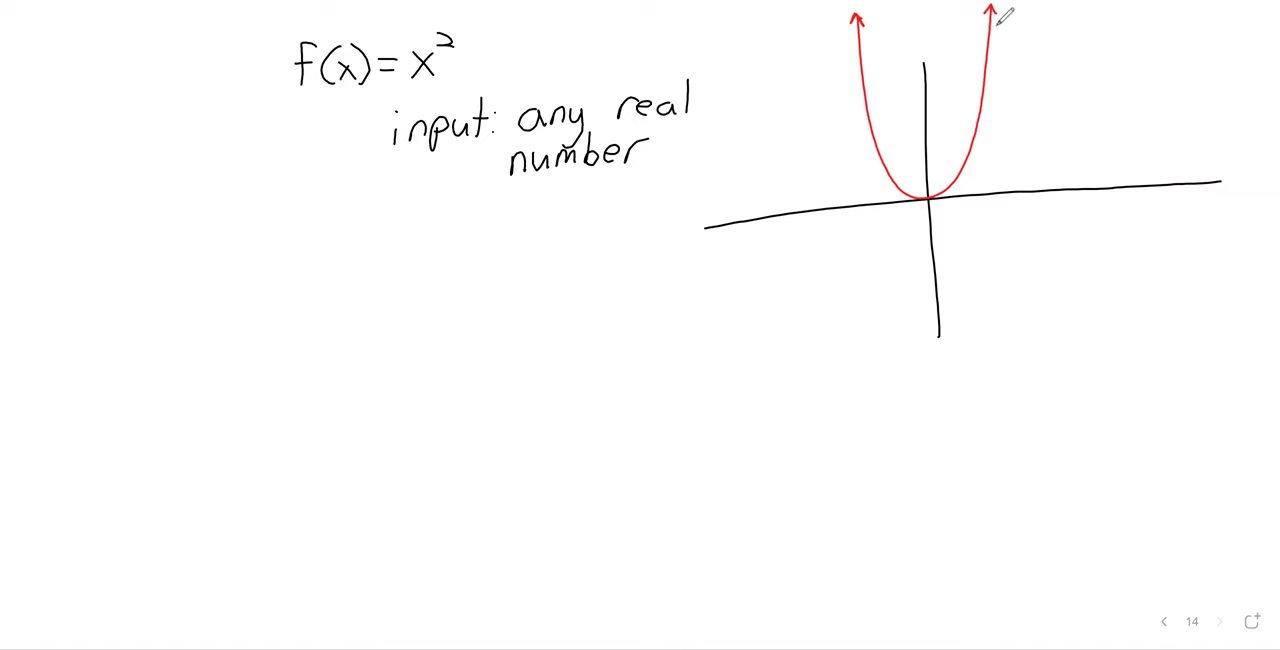 f(x) = x²
input: any real
number
14